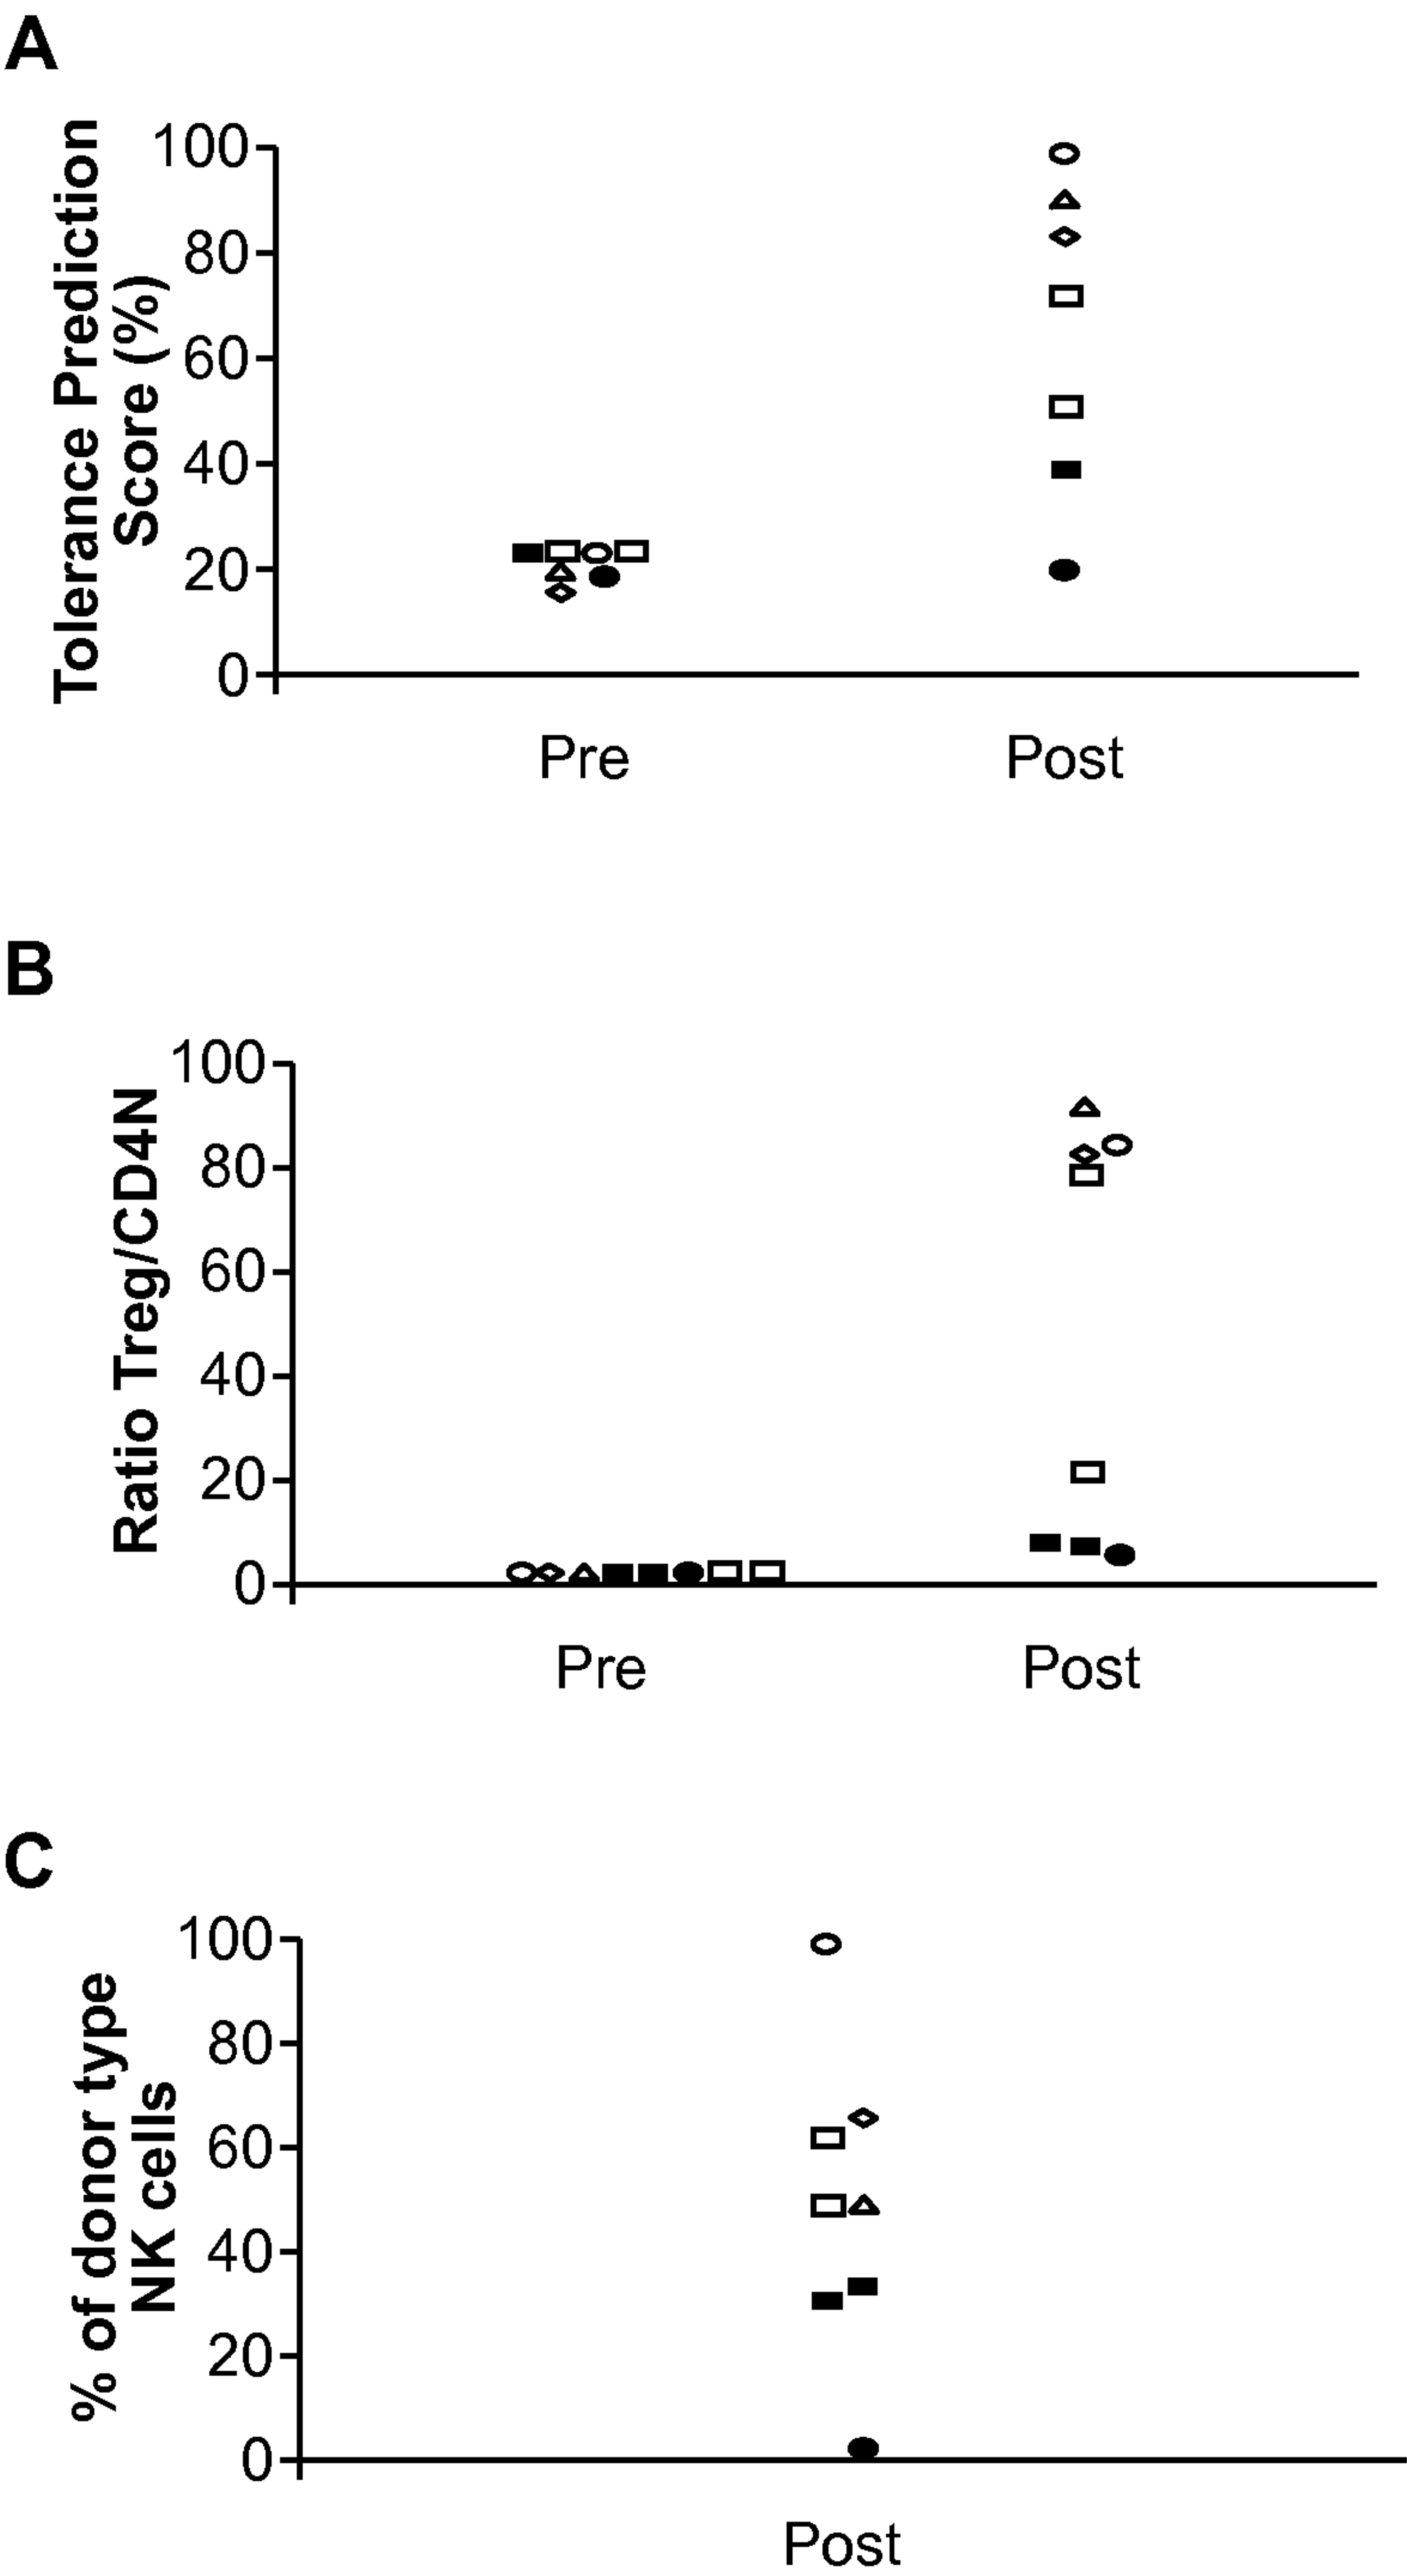 A
Tolerance Prediction
Score (%)
100
80
60
40
20
0
Pre Post
B
Ratio Treg/CD4N
100
80
60
40
20
0
Pre Post
C
% of donor type
NK cells
100
80
60
40
20
0
Post